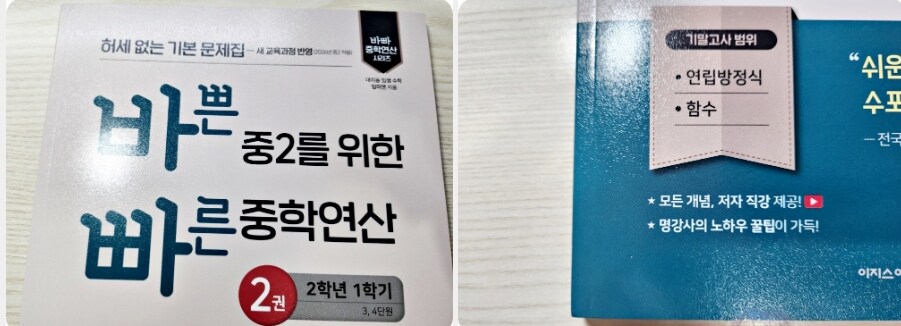 허세 없는 기본 문제집 — 새 교육과정 반영
바빠
중학연산
시리즈
바쁜
중2를 위한
빠른
중학연산
2권
2학년 1학기
3, 4단원
기말고사 범위
• 연립방정식
• 함수
“쉬운
수포
— 전국
★ 모든 개념, 저자 직강 제공!
★ 명강사의 노하우 꿀팁이 가득!
이지스에